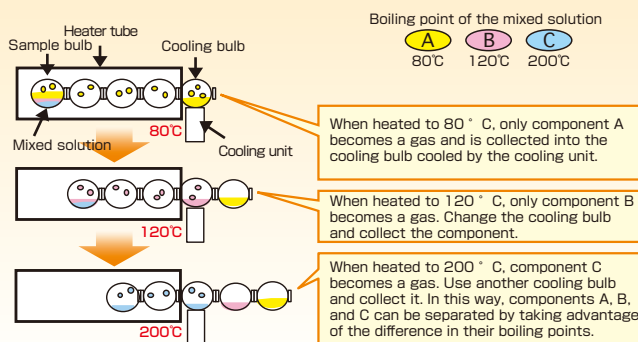 Boiling point of the mixed solution
A B C
80℃ 120℃ 200℃
Heater tube
Sample bulb
Cooling bulb
80℃
Mixed solution
Cooling unit
When heated to 80 ° C, only component A
becomes a gas and is collected into the
cooling bulb cooled by the cooling unit.
120℃
When heated to 120 ° C, only component B
becomes a gas. Change the cooling bulb
and collect the component.
200℃
When heated to 200 ° C, component C
becomes a gas. Use another cooling bulb
and collect it. In this way, components A, B,
and C can be separated by taking advantage
of the difference in their boiling points.